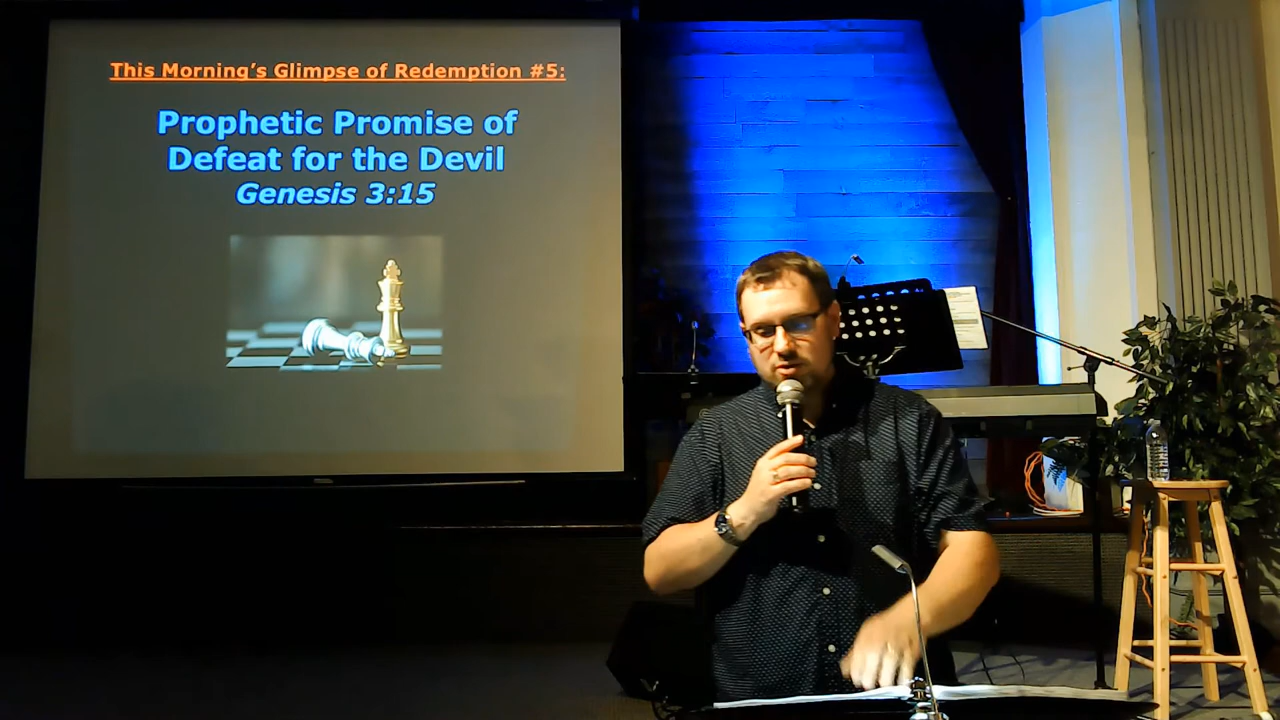 This Morning's Glimpse of Redemption #5:
Prophetic Promise of
Defeat for the Devil
Genesis 3:15